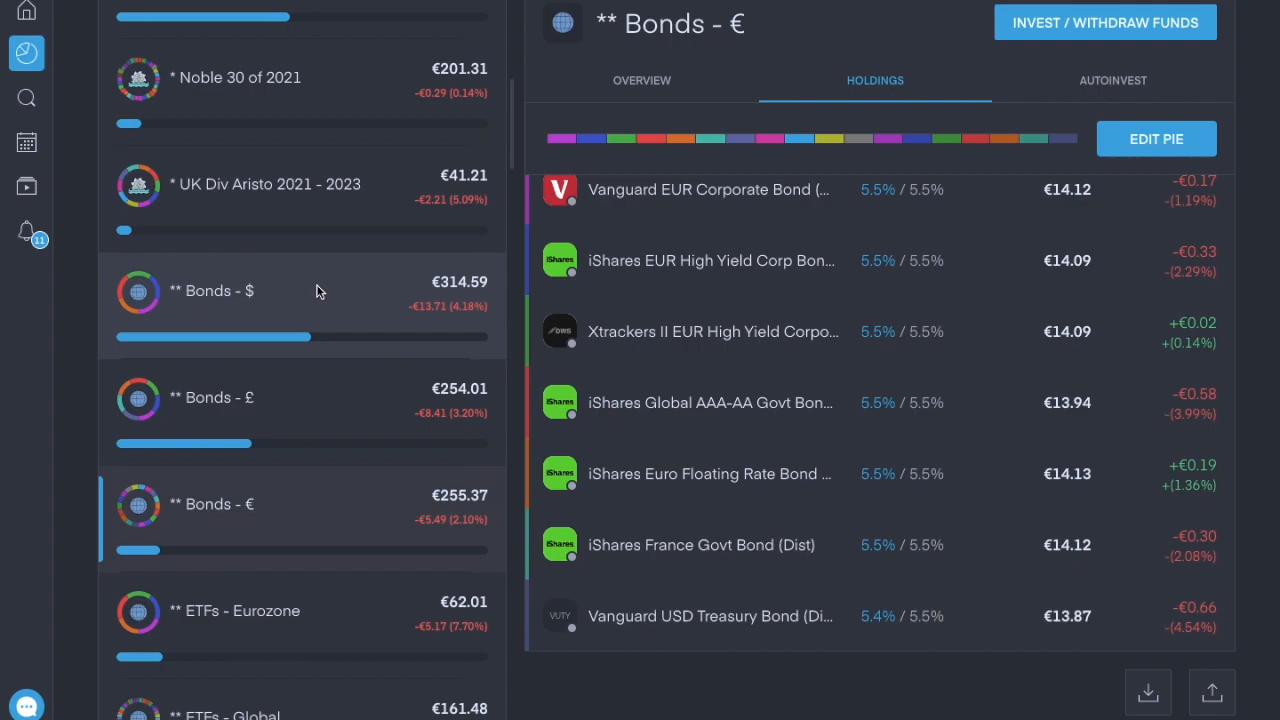 * Noble 30 of 2021
€201.31
-€0.29 (0.14%)
* UK Div Aristo 2021 - 2023
€41.21
-€2.21 (5.09%)
** Bonds - $
€314.59
-€13.71 (4.18%)
** Bonds - £
€254.01
-€8.41 (3.20%)
** Bonds - €
€255.37
-€5.49 (2.10%)
** ETFs - Eurozone
€62.01
-€5.17 (7.70%)
** ETFs - Global
€161.48
11
** Bonds - €
INVEST / WITHDRAW FUNDS
OVERVIEW
HOLDINGS
AUTOINVEST
EDIT PIE
V
Vanguard EUR Corporate Bond (...
5.5% / 5.5%
€14.12
-€0.17
-(1.19%)
iShares
iShares EUR High Yield Corp Bon...
5.5% / 5.5%
€14.09
-€0.33
-(2.29%)
DWS
Xtrackers II EUR High Yield Corpo...
5.5% / 5.5%
€14.09
+€0.02
+(0.14%)
iShares
iShares Global AAA-AA Govt Bon...
5.5% / 5.5%
€13.94
-€0.58
-(3.99%)
iShares
iShares Euro Floating Rate Bond ...
5.5% / 5.5%
€14.13
+€0.19
+(1.36%)
iShares
iShares France Govt Bond (Dist)
5.5% / 5.5%
€14.12
-€0.30
-(2.08%)
VUTY
Vanguard USD Treasury Bond (Di...
5.4% / 5.5%
€13.87
-€0.66
-(4.54%)